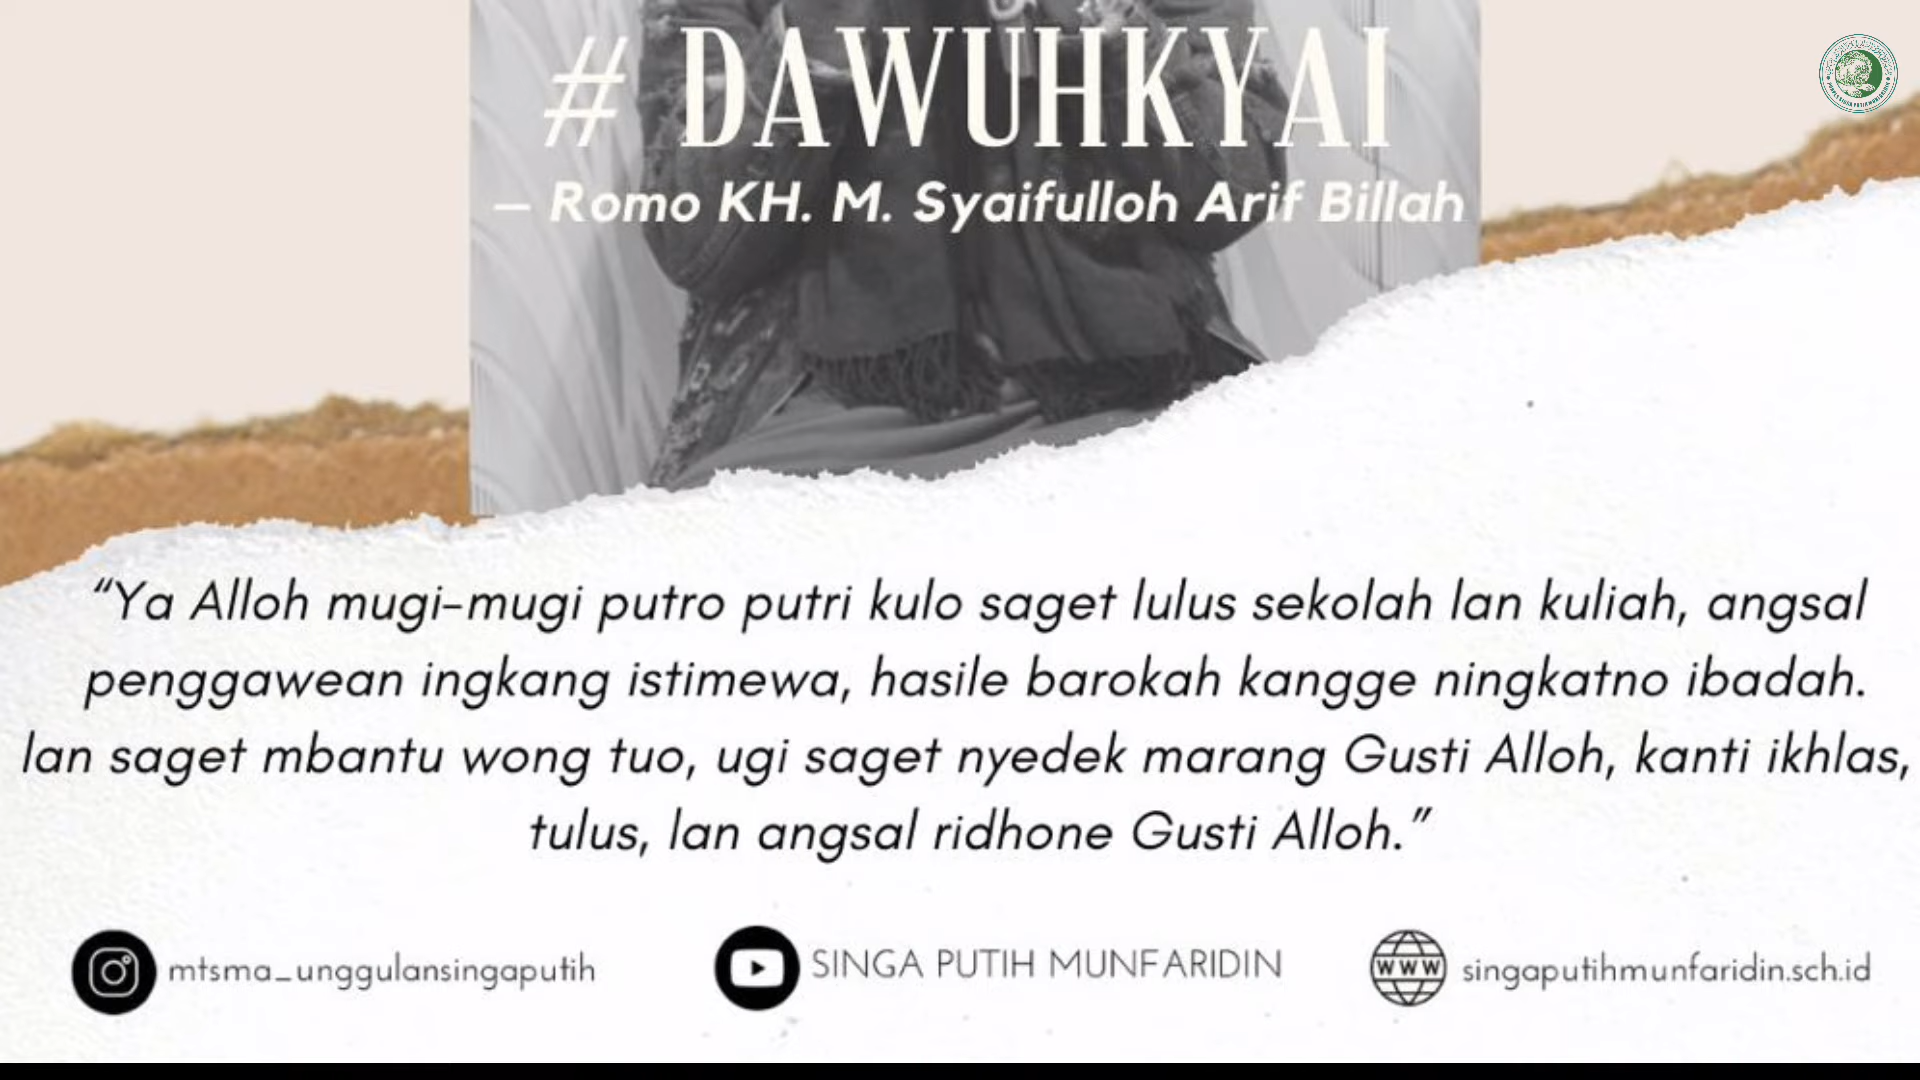 # DAWUHKYAI
– Romo KH. M. Syaifulloh Arif Billah
“Ya Alloh mugi-mugi putro putri kulo saget lulus sekolah lan kuliah, angsal
penggawean ingkang istimewa, hasile barokah kangge ningkatno ibadah.
lan saget mbantu wong tuo, ugi saget nyedek marang Gusti Alloh, kanti ikhlas,
tulus, lan angsal ridhone Gusti Alloh.”
mtsma_unggulansingaputih
SINGA PUTIH MUNFARIDIN
www singaputihmunfaridin.sch.id